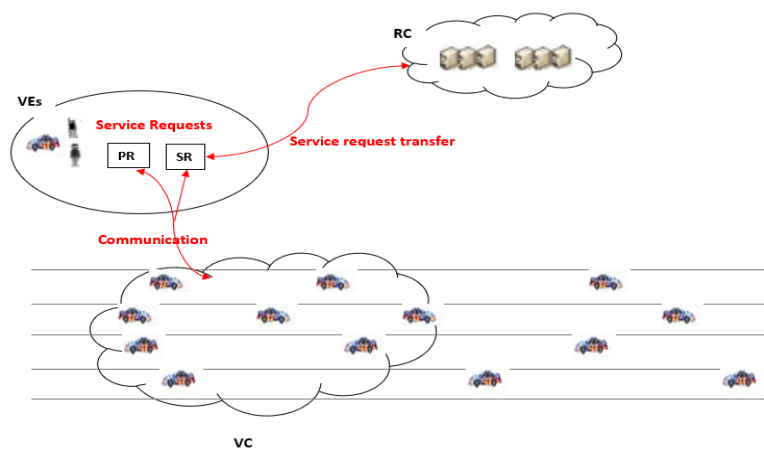 RC
VEs
Service Requests
Service request transfer
PR
SR
Communication
VC